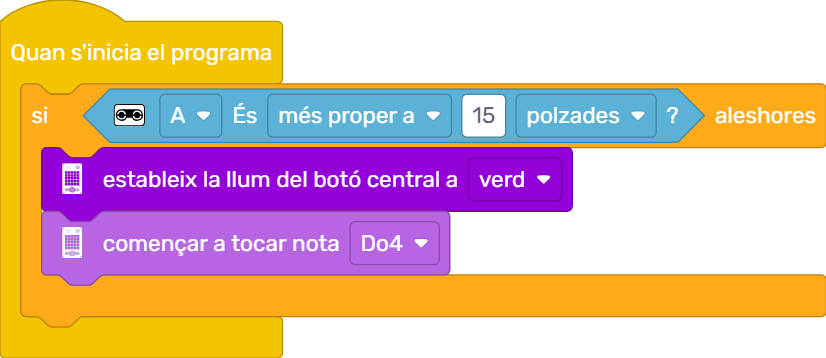 Quan s'inicia el programa
si A És més proper a 15 polzades ? aleshores
estableix la llum del botó central a verd
començar a tocar nota Do4